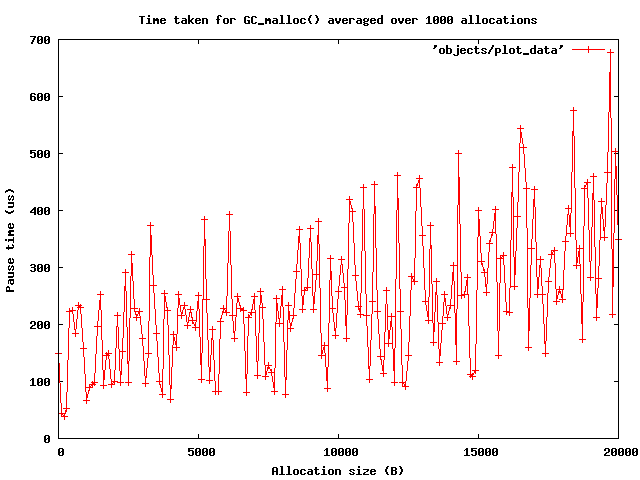 Time taken for GC_malloc() averaged over 1000 allocations
700
'objects/plot_data'
600
500
400
300
200
100
0
Pause time (us)
0 5000 10000 15000 20000
Allocation size (B)